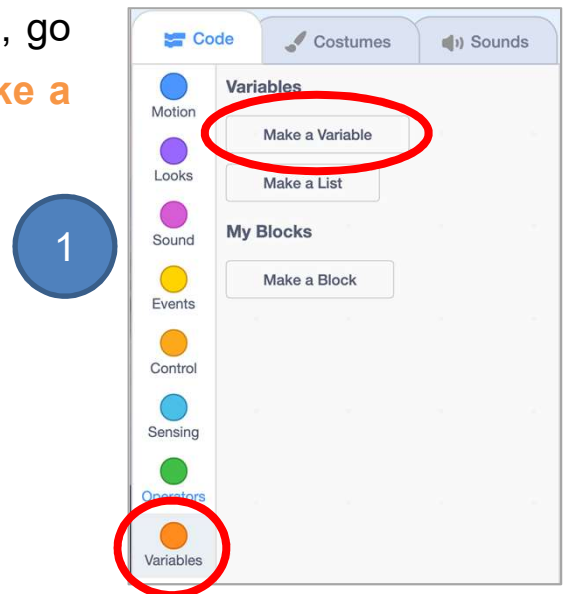 , go
ke a
1
Code
Costumes
Sounds
Motion
Looks
Sound
Events
Control
Sensing
Operators
Variables
Variables
Make a Variable
Make a List
My Blocks
Make a Block